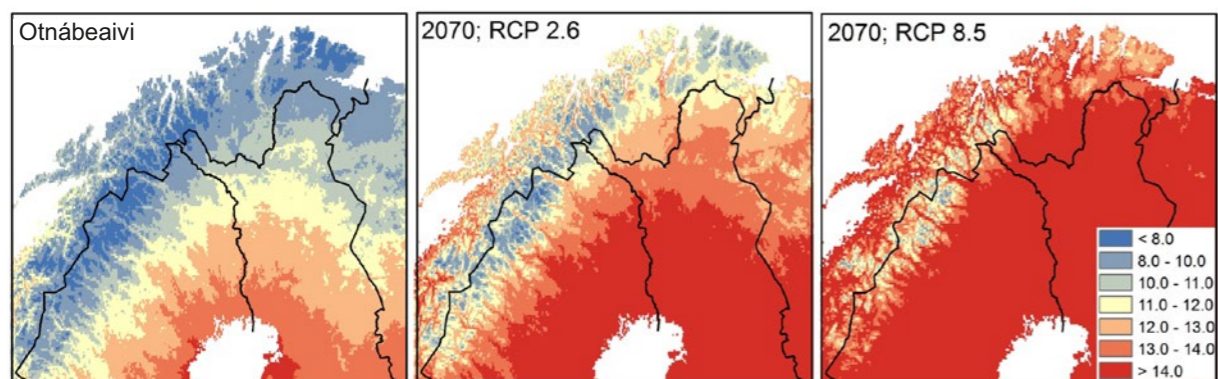 Otnábeaivi
2070; RCP 2.6
2070; RCP 8.5
< 8.0
8.0 - 10.0
10.0 - 11.0
11.0 - 12.0
12.0 - 13.0
13.0 - 14.0
> 14.0